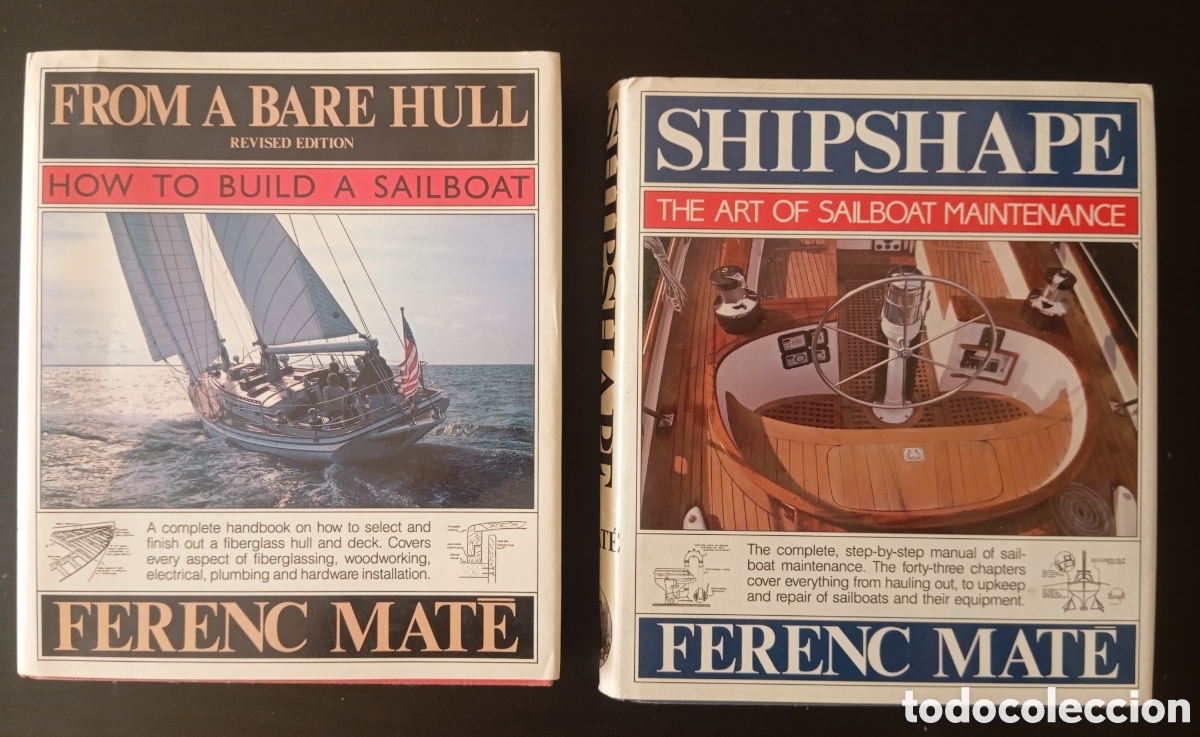 FROM A BARE HULL
REVISED EDITION
HOW TO BUILD A SAILBOAT
A complete handbook on how to select and
finish out a fiberglass hull and deck. Covers
every aspect of fiberglassing, woodworking,
electrical, plumbing and hardware installation.
FERENC MATĒ
SHIPSHAPE
SHIPSHAPE
THE ART OF SAILBOAT MAINTENANCE
The complete, step-by-step manual of sail-
boat maintenance. The forty-three chapters
cover everything from hauling out, to upkeep
and repair of sailboats and their equipment.
FERENC MATĒ
todocoleccion